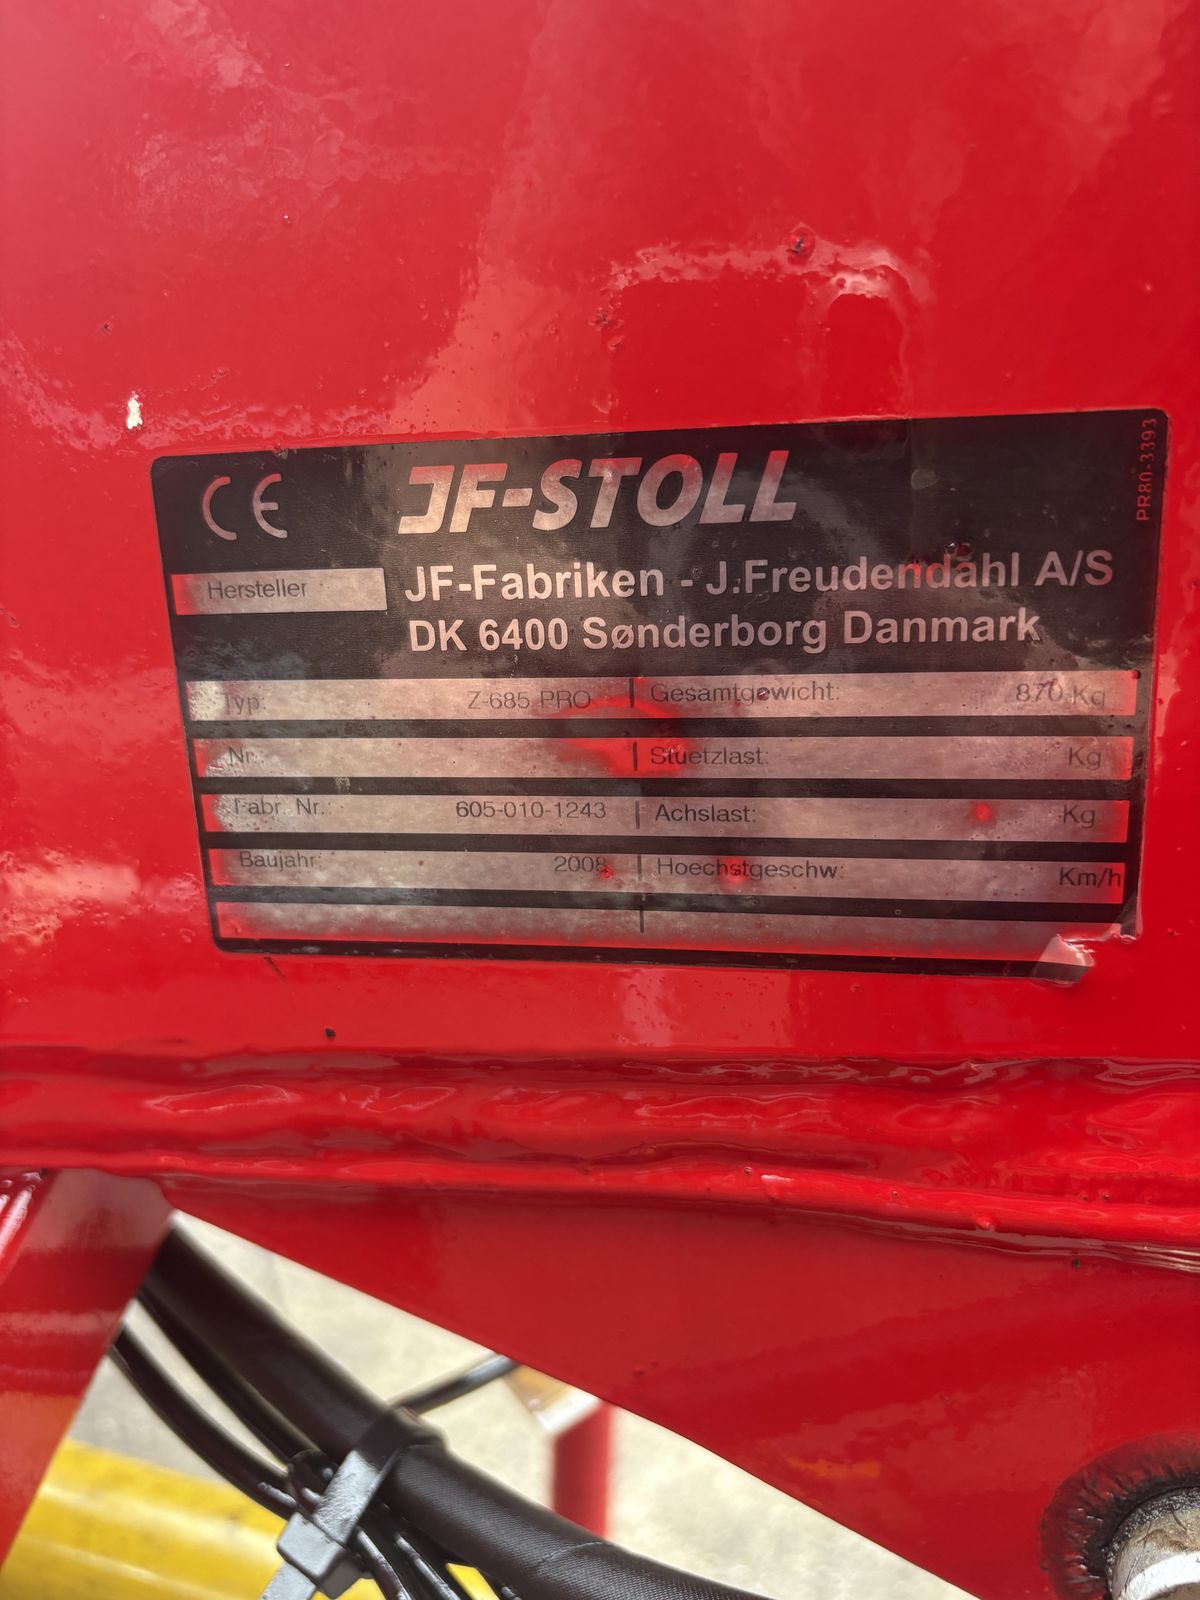 CE JF-STOLL PR80-3393
Hersteller JF-Fabriken - J.Freudendahl A/S
DK 6400 Sønderborg Danmark
Typ: Z-685 PRO Gesamtgewicht: 870 Kg
Nr.: Stuetzlast: Kg
Fabr. Nr.: 605-010-1243 Achslast: Kg
Baujahr: 2008 Hoechstgeschw: Km/h